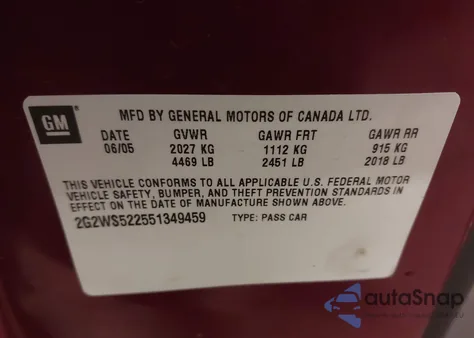 GM
MFD BY GENERAL MOTORS OF CANADA LTD.
DATE GVWR GAWR FRT GAWR RR
06/05 2027 KG 1112 KG 915 KG
4469 LB 2451 LB 2018 LB
THIS VEHICLE CONFORMS TO ALL APPLICABLE U.S. FEDERAL MOTOR
VEHICLE SAFETY, BUMPER, AND THEFT PREVENTION STANDARDS IN
EFFECT ON THE DATE OF MANUFACTURE SHOWN ABOVE.
2G2WS522551349459 TYPE: PASS CAR
autoSnap